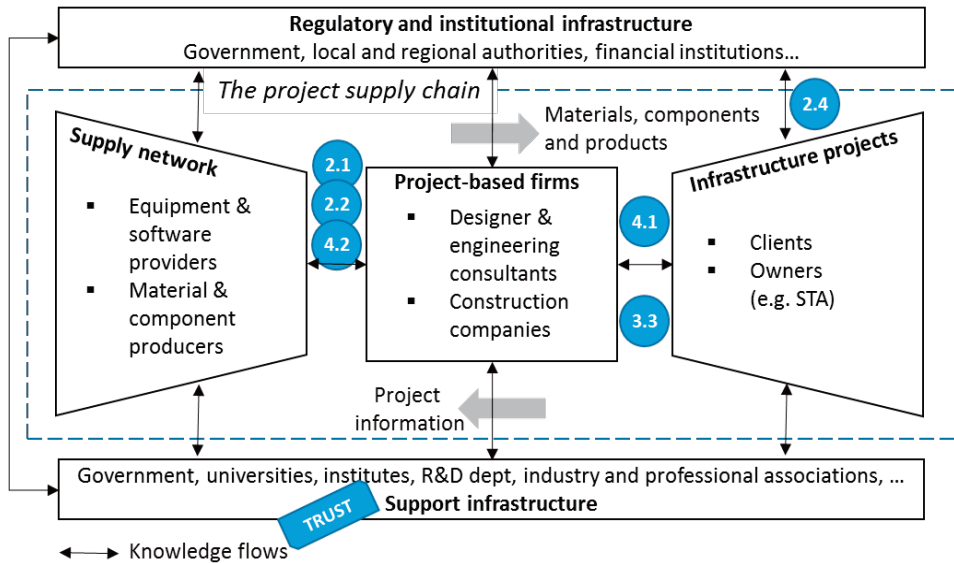 Regulatory and institutional infrastructure
Government, local and regional authorities, financial institutions…
The project supply chain
Materials, components
and products
2.4
Supply network
▪ Equipment &
software
providers
▪ Material &
component
producers
2.1
2.2
4.2
Project-based firms
▪ Designer &
engineering
consultants
▪ Construction
companies
4.1
3.3
Infrastructure projects
▪ Clients
▪ Owners
(e.g. STA)
Project
information
Government, universities, institutes, R&D dept, industry and professional associations, …
Support infrastructure
TRUST
Knowledge flows